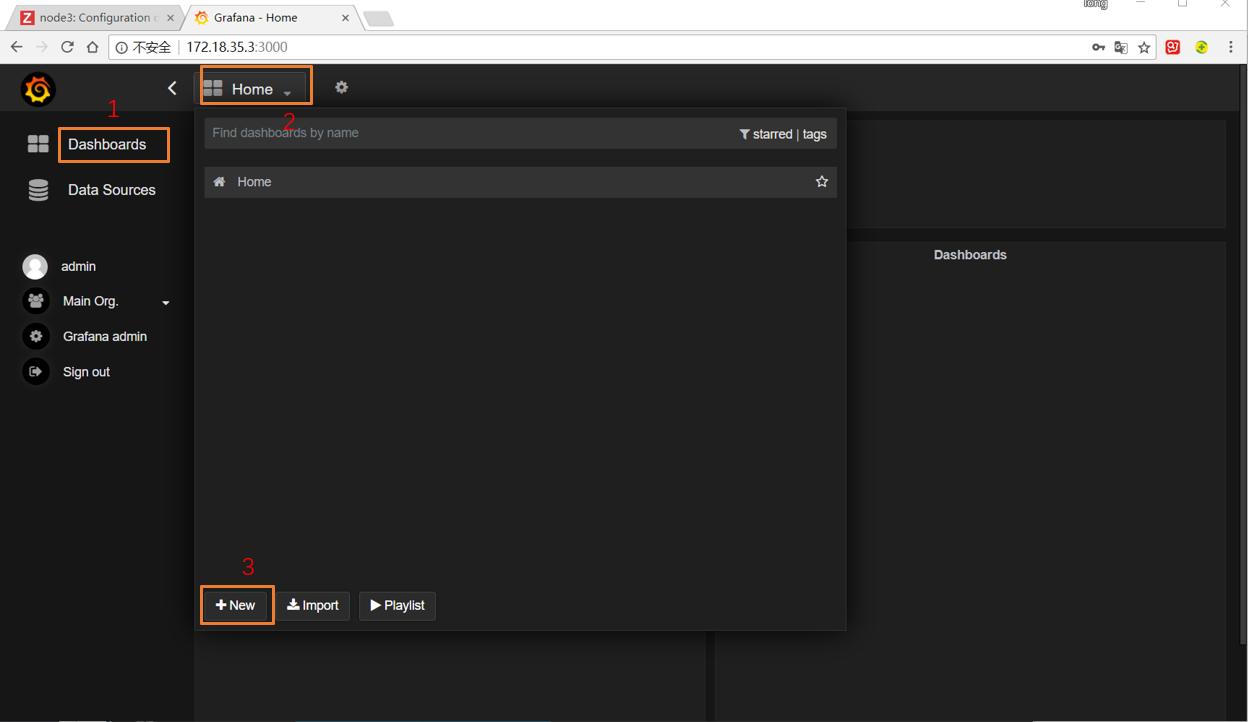 long
node3: Configuration o
Grafana - Home
不安全 172.18.35.3:3000
Home
1
2
Dashboards
Find dashboards by name
starred | tags
Data Sources
Home
Dashboards
admin
Main Org.
Grafana admin
Sign out
3
New
Import
Playlist